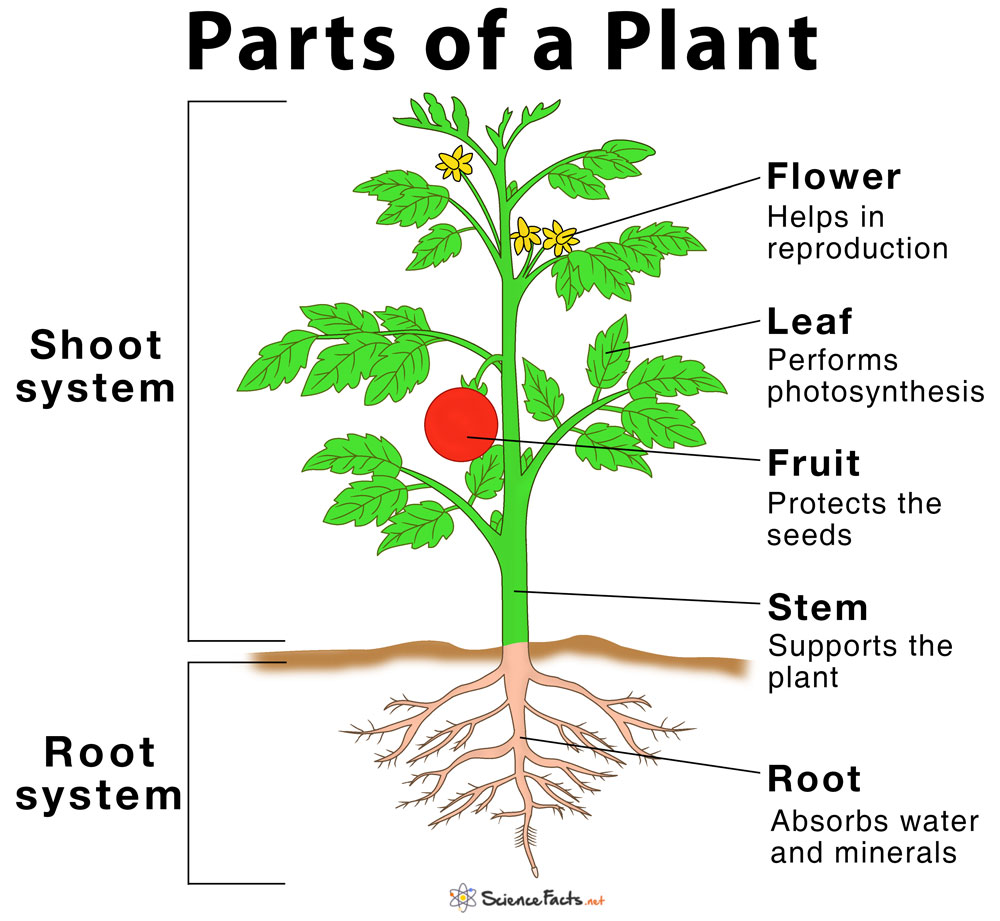 Parts of a Plant
Shoot
system
Flower
Helps in
reproduction
Leaf
Performs
photosynthesis
Fruit
Protects the
seeds
Stem
Supports the
plant
Root
system
Root
Absorbs water
and minerals
ScienceFacts.net